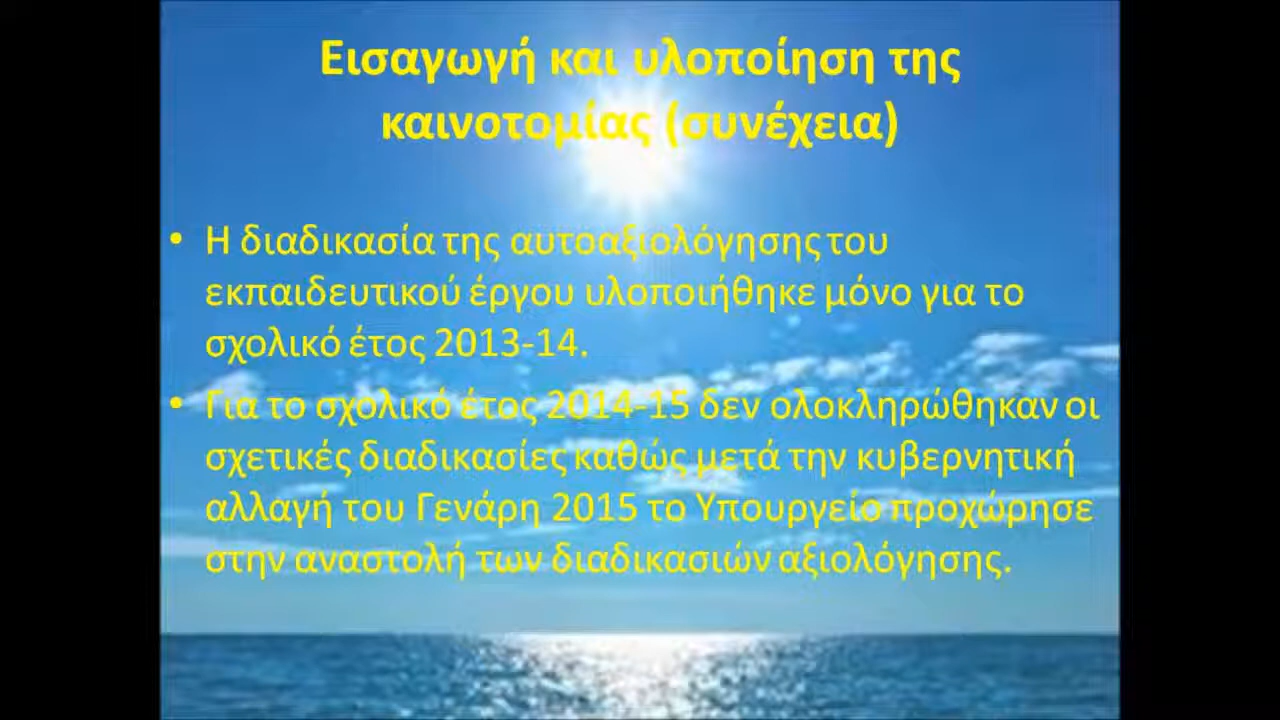 Εισαγωγή και υλοποίηση της
καινοτομίας (συνέχεια)
• Η διαδικασία της αυτοαξιολόγησης του
εκπαιδευτικού έργου υλοποιήθηκε μόνο για το
σχολικό έτος 2013-14.
• Για το σχολικό έτος 2014-15 δεν ολοκληρώθηκαν οι
σχετικές διαδικασίες καθώς μετά την κυβερνητική
αλλαγή του Γενάρη 2015 το Υπουργείο προχώρησε
στην αναστολή των διαδικασιών αξιολόγησης.